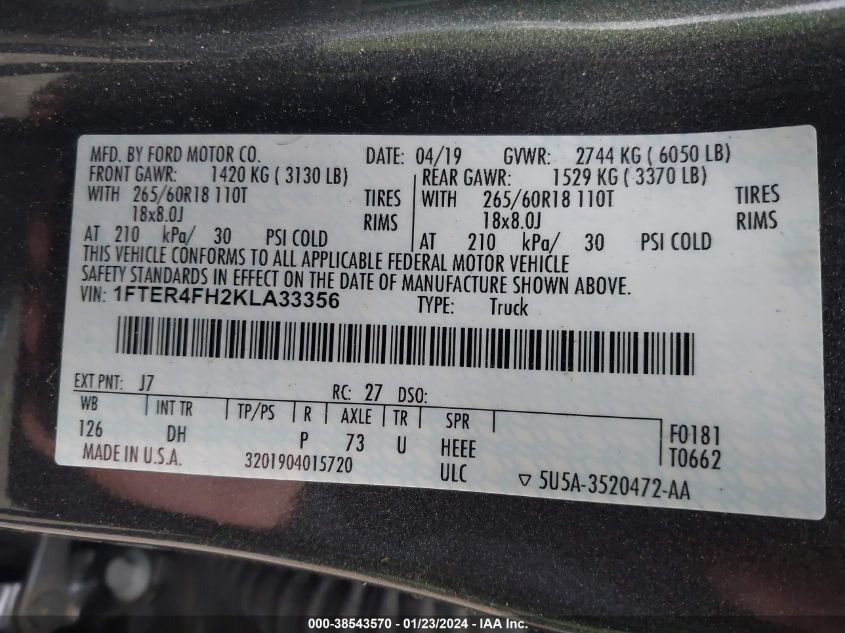 MFD. BY FORD MOTOR CO. DATE: 04/19 GVWR: 2744 KG ( 6050 LB)
FRONT GAWR: 1420 KG ( 3130 LB) REAR GAWR: 1529 KG ( 3370 LB)
WITH 265/60R18 110T TIRES WITH 265/60R18 110T TIRES
18x8.0J RIMS 18x8.0J RIMS
AT 210 kPa/ 30 PSI COLD AT 210 kPa/ 30 PSI COLD
THIS VEHICLE CONFORMS TO ALL APPLICABLE FEDERAL MOTOR VEHICLE
SAFETY STANDARDS IN EFFECT ON THE DATE OF MANUFACTURE SHOWN ABOVE.
VIN: 1FTER4FH2KLA33356 TYPE: Truck
EXT PNT: J7 RC: 27 DSO:
WB INT TR TP/PS R AXLE TR SPR F0181
126 DH P 73 U HEEE T0662
MADE IN U.S.A. 3201904015720 ULC ▽ 5U5A-3520472-AA
000-38543570 / 01/23/2024 - IAA Inc.